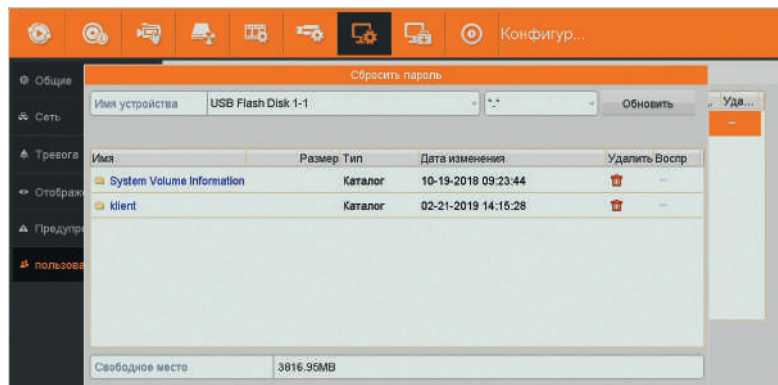 Конфигур...
Общие
Сеть
Тревога
Отображ
Предупр
пользова
Сбросить пароль
Имя устройства USB Flash Disk 1-1 *.* Обновить
Уда...
Имя Размер Тип Дата изменения Удалить Воспр
System Volume Information Каталог 10-19-2018 09:23:44 —
klient Каталог 02-21-2019 14:15:28 —
Свободное место 3816.95MB